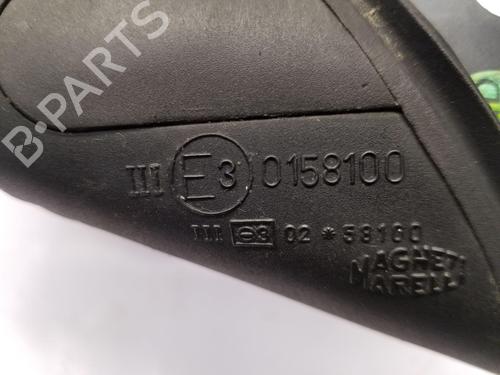 B-PARTS
III E3 0158100
III e3 02 * 58100
MAGNETI
MARELLI